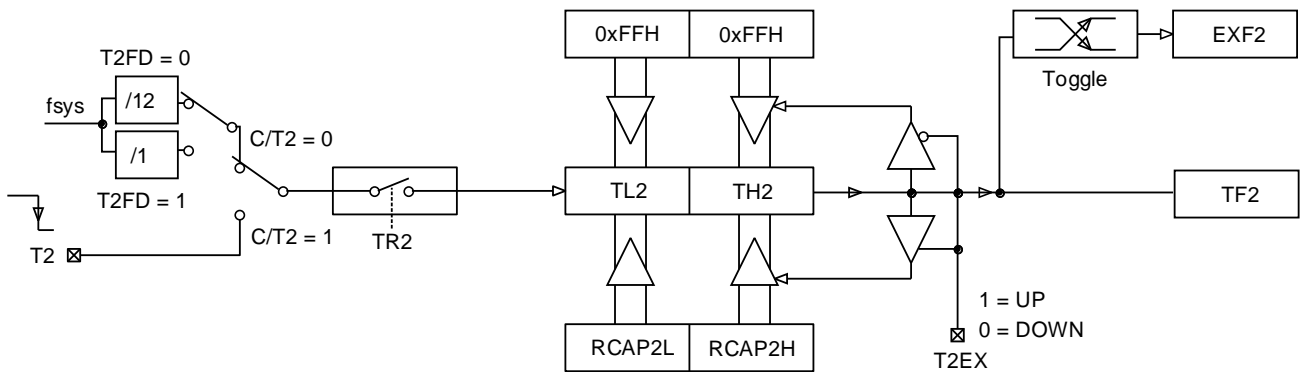 0xFFH 0xFFH
EXF2
Toggle
T2FD = 0
/12
fsys
C/T2 = 0
/1
T2FD = 1
TL2 TH2
TF2
C/T2 = 1
TR2
T2
1 = UP
0 = DOWN
RCAP2L RCAP2H
T2EX